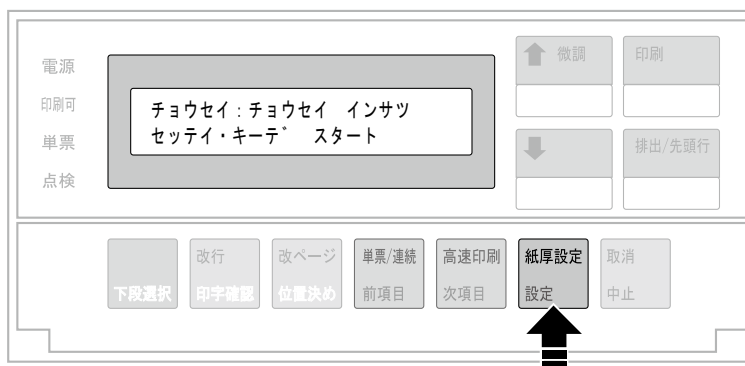 電源
印刷可
単票
点検
チョウセイ:チョウセイ インサツ
セッテイ・キーデ スタート
微調
印刷
排出/先頭行
下段選択
改行
印字確認
改ページ
位置決め
単票/連続
前項目
高速印刷
次項目
紙厚設定
設定
取消
中止